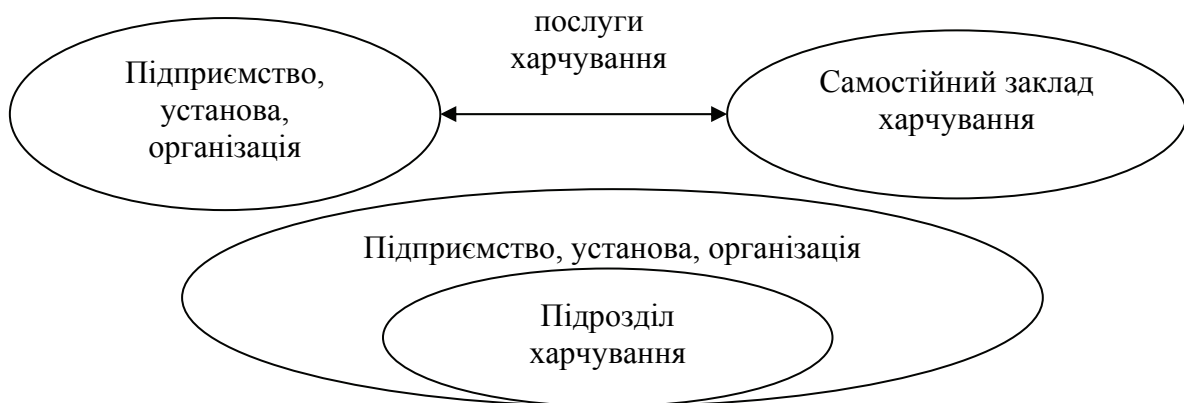 послуги
харчування
Підприємство,
установа,
організація
Самостійний заклад
харчування
Підприємство, установа, організація
Підрозділ
харчування